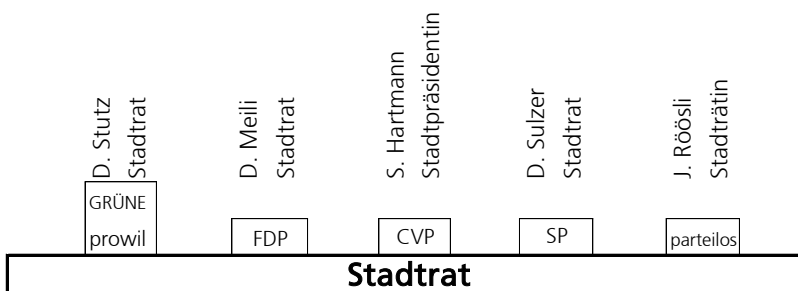 D. Stutz
Stadtrat
D. Meili
Stadtrat
S. Hartmann
Stadtpräsidentin
D. Sulzer
Stadtrat
J. Röösli
Stadträtin
GRÜNE
prowil
FDP
CVP
SP
parteilos
Stadtrat